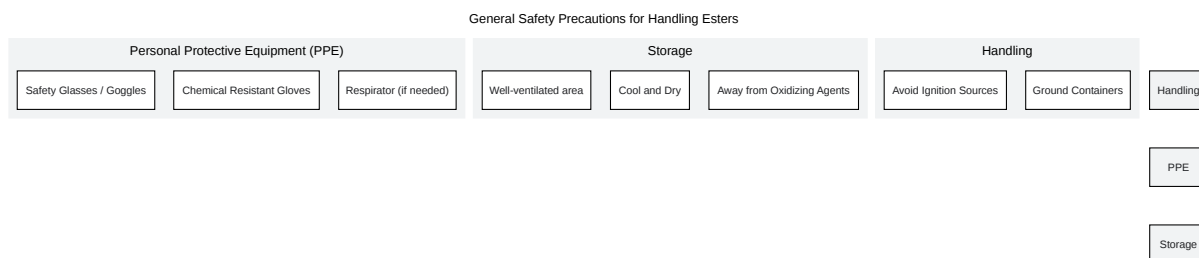 General Safety Precautions for Handling Esters
Personal Protective Equipment (PPE)
Safety Glasses / Goggles
Chemical Resistant Gloves
Respirator (if needed)
Storage
Well-ventilated area
Cool and Dry
Away from Oxidizing Agents
Handling
Avoid Ignition Sources
Ground Containers
Handling
PPE
Storage